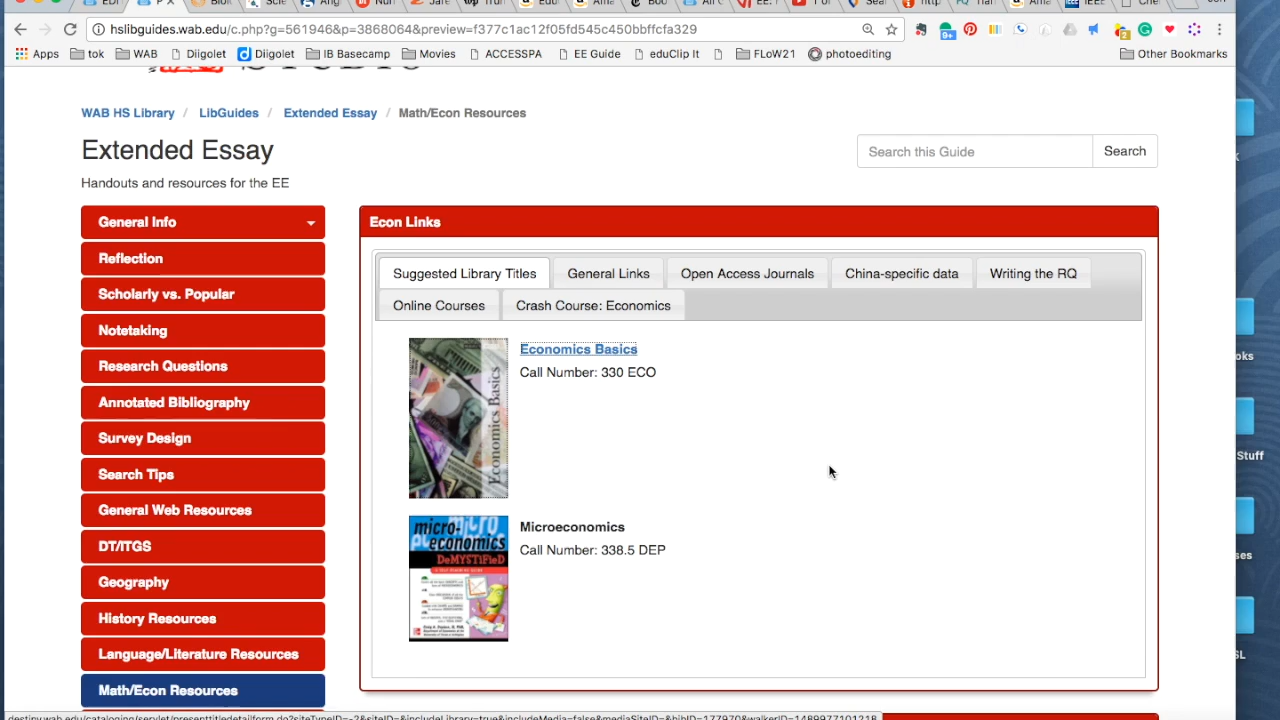 hslibguides.wab.edu/c.php?g=561946&p=3868064&preview=f377c1ac12f05fd545c450bbffcfa329
Apps tok WAB Diigolet Diigolet IB Basecamp Movies ACCESSPA EE Guide eduClip It FLoW21 photoediting Other Bookmarks
WAB HS Library / LibGuides / Extended Essay / Math/Econ Resources
Extended Essay
Search this Guide Search
Handouts and resources for the EE
General Info
Reflection
Scholarly vs. Popular
Notetaking
Research Questions
Annotated Bibliography
Survey Design
Search Tips
General Web Resources
DT/ITGS
Geography
History Resources
Language/Literature Resources
Math/Econ Resources
Econ Links
Suggested Library Titles General Links Open Access Journals China-specific data Writing the RQ
Online Courses Crash Course: Economics
Economics Basics
Economics Basics
Call Number: 330 ECO
micro-
economics
DeMYSTiFieD
Microeconomics
Call Number: 338.5 DEP
Stuff